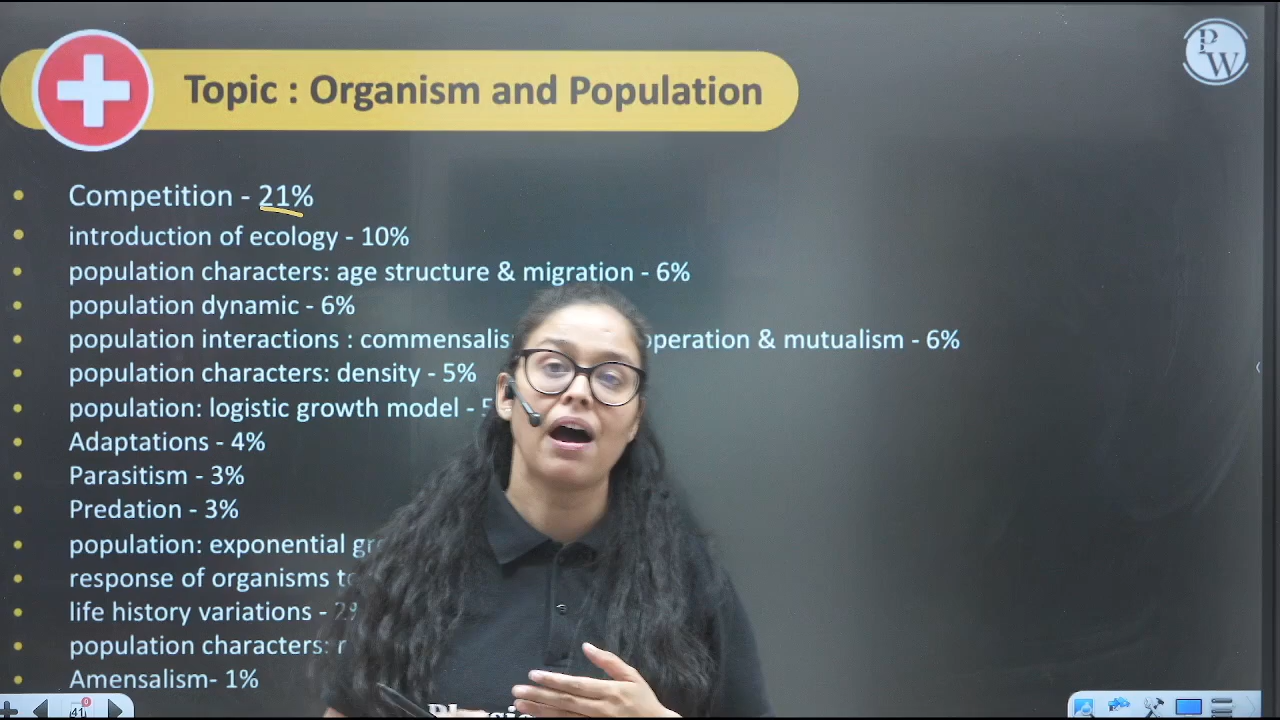 PW
Topic : Organism and Population
Competition - 21%
introduction of ecology - 10%
population characters: age structure & migration - 6%
population dynamic - 6%
population interactions : & mutualism - 6%
population characters: density - 5%
population: logistic growth model -
Adaptations - 4%
Parasitism - 3%
Predation - 3%
population: exponential
response of organisms
life history variations -
population characters:
Amensalism- 1%
41